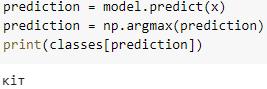 prediction = model.predict(x)
prediction = np.argmax(prediction)
print(classes[prediction])
кіт